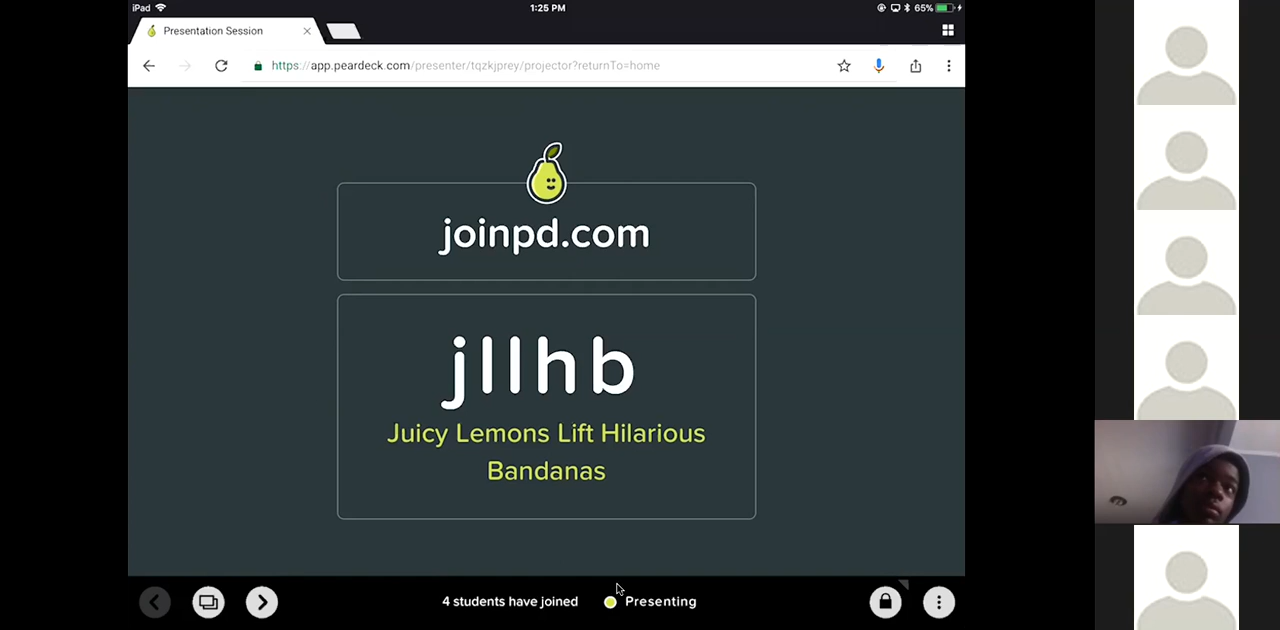 iPad 1:25 PM 65%
Presentation Session
https://app.peardeck.com/presenter/tqzkjprey/projector?returnTo=home
joinpd.com
jllhb
Juicy Lemons Lift Hilarious
Bandanas
4 students have joined Presenting